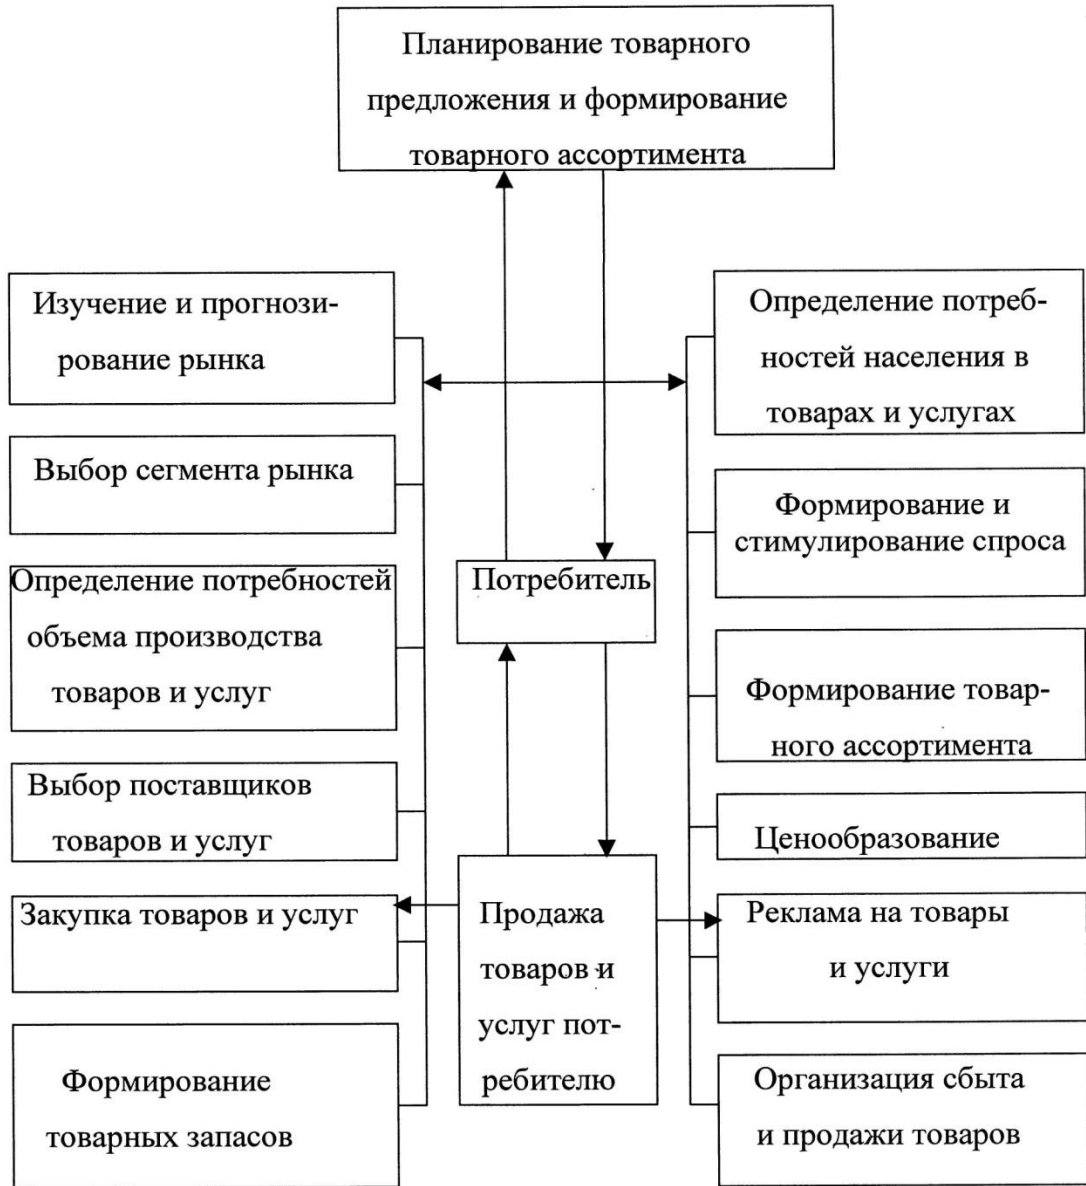 Планирование товарного
предложения и формирование
товарного ассортимента
Изучение и прогнози-
рование рынка
Выбор сегмента рынка
Определение потребностей
объема производства
товаров и услуг
Выбор поставщиков
товаров и услуг
Закупка товаров и услуг
Формирование
товарных запасов
Потребитель
Продажа
товаров и
услуг пот-
ребителю
Определение потреб-
ностей населения в
товарах и услугах
Формирование и
стимулирование спроса
Формирование товар-
ного ассортимента
Ценообразование
Реклама на товары
и услуги
Организация сбыта
и продажи товаров